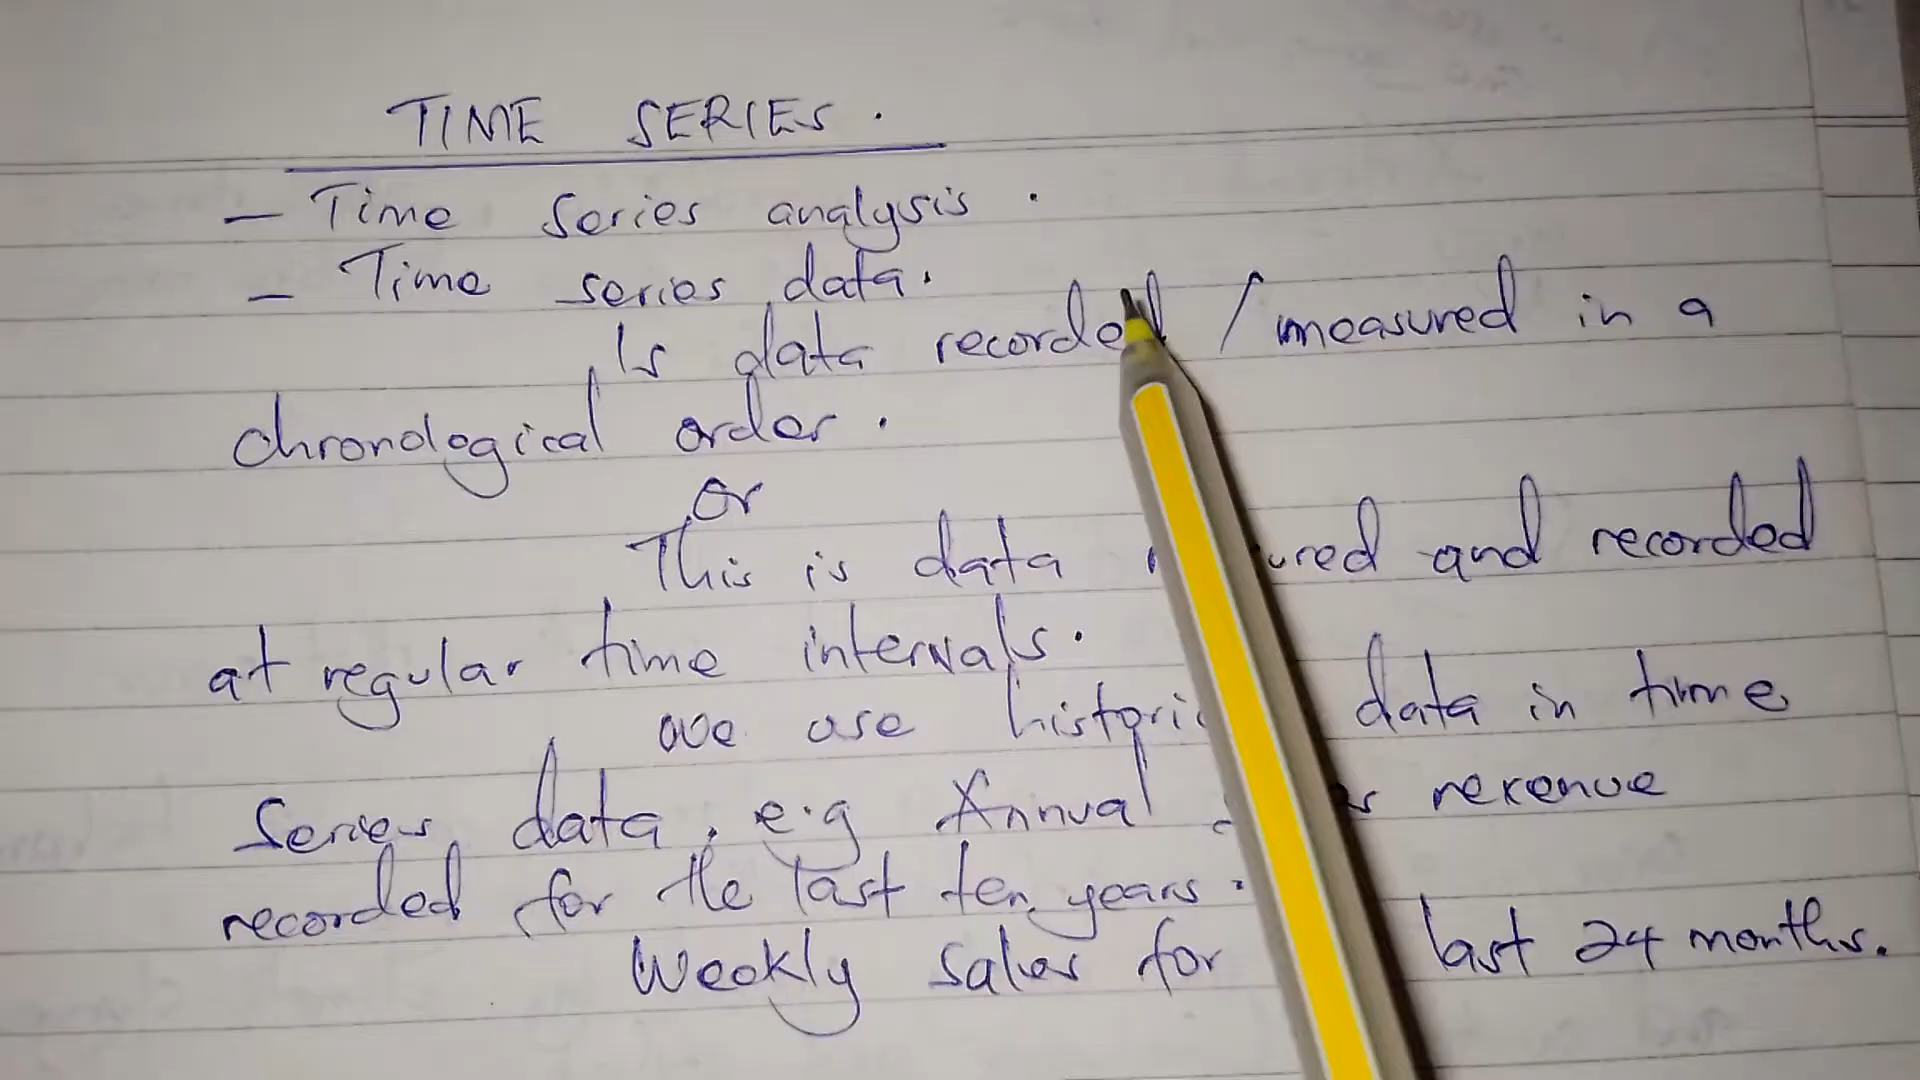 TIME SERIES.
- Time series analysis.
- Time series data.
Is data recorded / measured in a
chronological order.
Or
This is data and recorded
at regular time intervals.
We use data in time
series data, e.g Annual revenue
recorded for the last ten years.
Weekly sales for last 24 months.